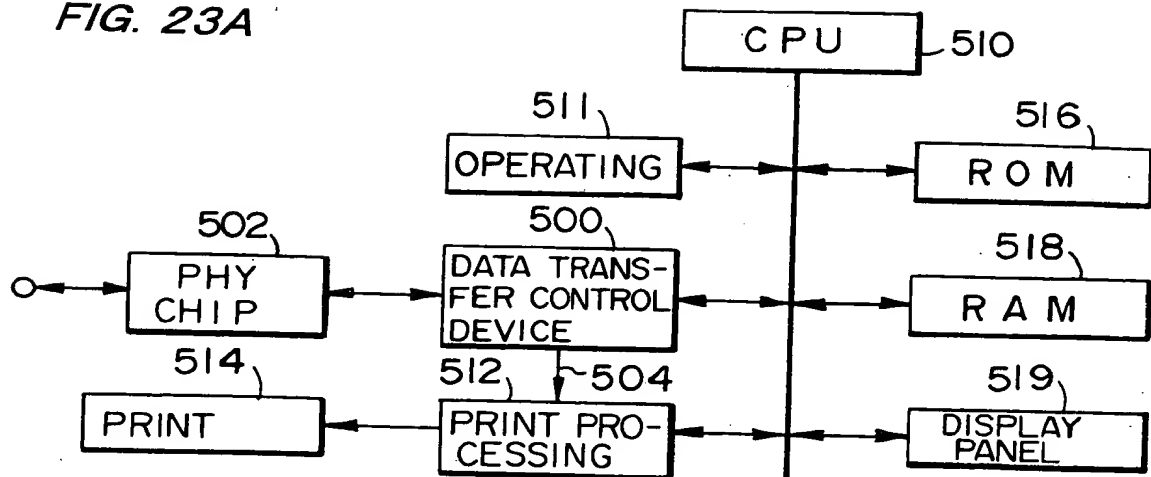 FIG. 23A
CPU
510
511
OPERATING
516
ROM
502
PHY
CHIP
500
DATA TRANS-
FER CONTROL
DEVICE
518
RAM
514
PRINT
512
504
PRINT PRO-
CESSING
519
DISPLAY
PANEL